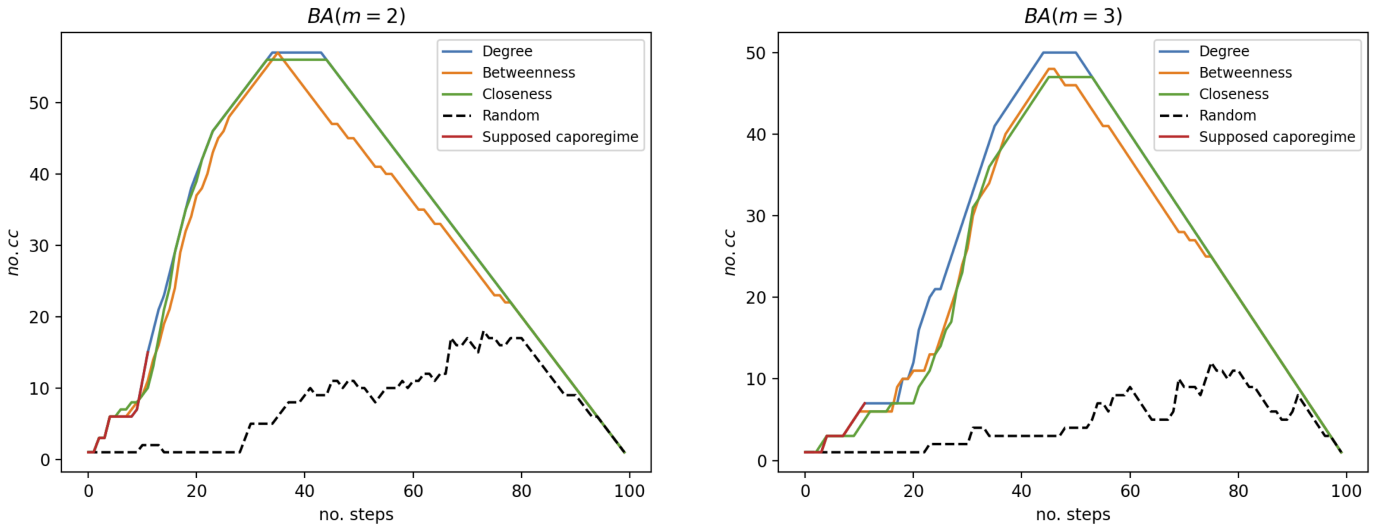 BA(m = 2)
no. cc
50
40
30
20
10
0
0 20 40 60 80 100
no. steps
Degree
Betweenness
Closeness
Random
Supposed caporegime
BA(m = 3)
no. cc
50
40
30
20
10
0
0 20 40 60 80 100
no. steps
Degree
Betweenness
Closeness
Random
Supposed caporegime